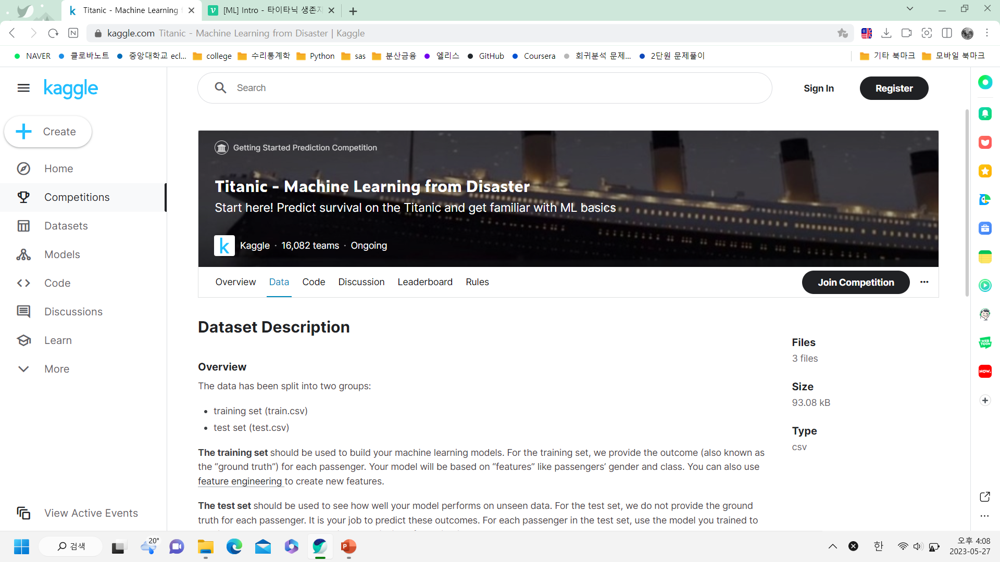 Titanic - Machine Learning
[ML] Intro - 타이타닉 생존
kaggle.com Titanic - Machine Learning from Disaster | Kaggle
NAVER 클로바노트 중앙대학교 ecl... college 수리통계학 Python sas 분산금융 엘리스 GitHub Coursera 회귀분석 문제... 2단원 문제풀이 기타 북마크 모바일 북마크
kaggle
Search
Sign In
Register
Create
Home
Competitions
Datasets
Models
Code
Discussions
Learn
More
View Active Events
Getting Started Prediction Competition
Titanic - Machine Learning from Disaster
Start here! Predict survival on the Titanic and get familiar with ML basics
k Kaggle · 16,082 teams · Ongoing
Overview Data Code Discussion Leaderboard Rules
Join Competition
Dataset Description
Overview
The data has been split into two groups:
• training set (train.csv)
• test set (test.csv)
The training set should be used to build your machine learning models. For the training set, we provide the outcome (also known as
the “ground truth”) for each passenger. Your model will be based on “features” like passengers’ gender and class. You can also use
feature engineering to create new features.
The test set should be used to see how well your model performs on unseen data. For the test set, we do not provide the ground
truth for each passenger. It is your job to predict these outcomes. For each passenger in the test set, use the model you trained to
Files
3 files
Size
93.08 kB
Type
csv
WEB
TOON
NOW.
검색
20°
한
오후 4:08
2023-05-27